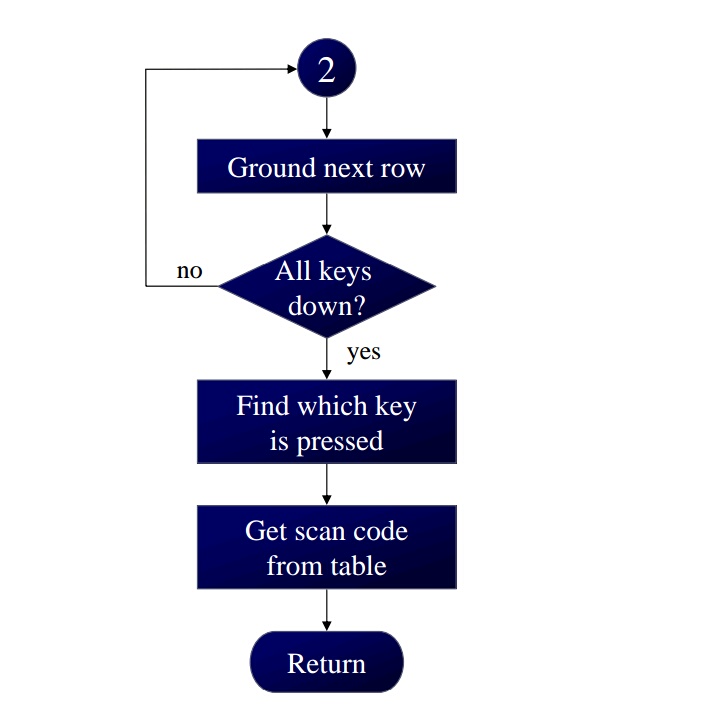 2
Ground next row
All keys
down?
no
yes
Find which key
is pressed
Get scan code
from table
Return